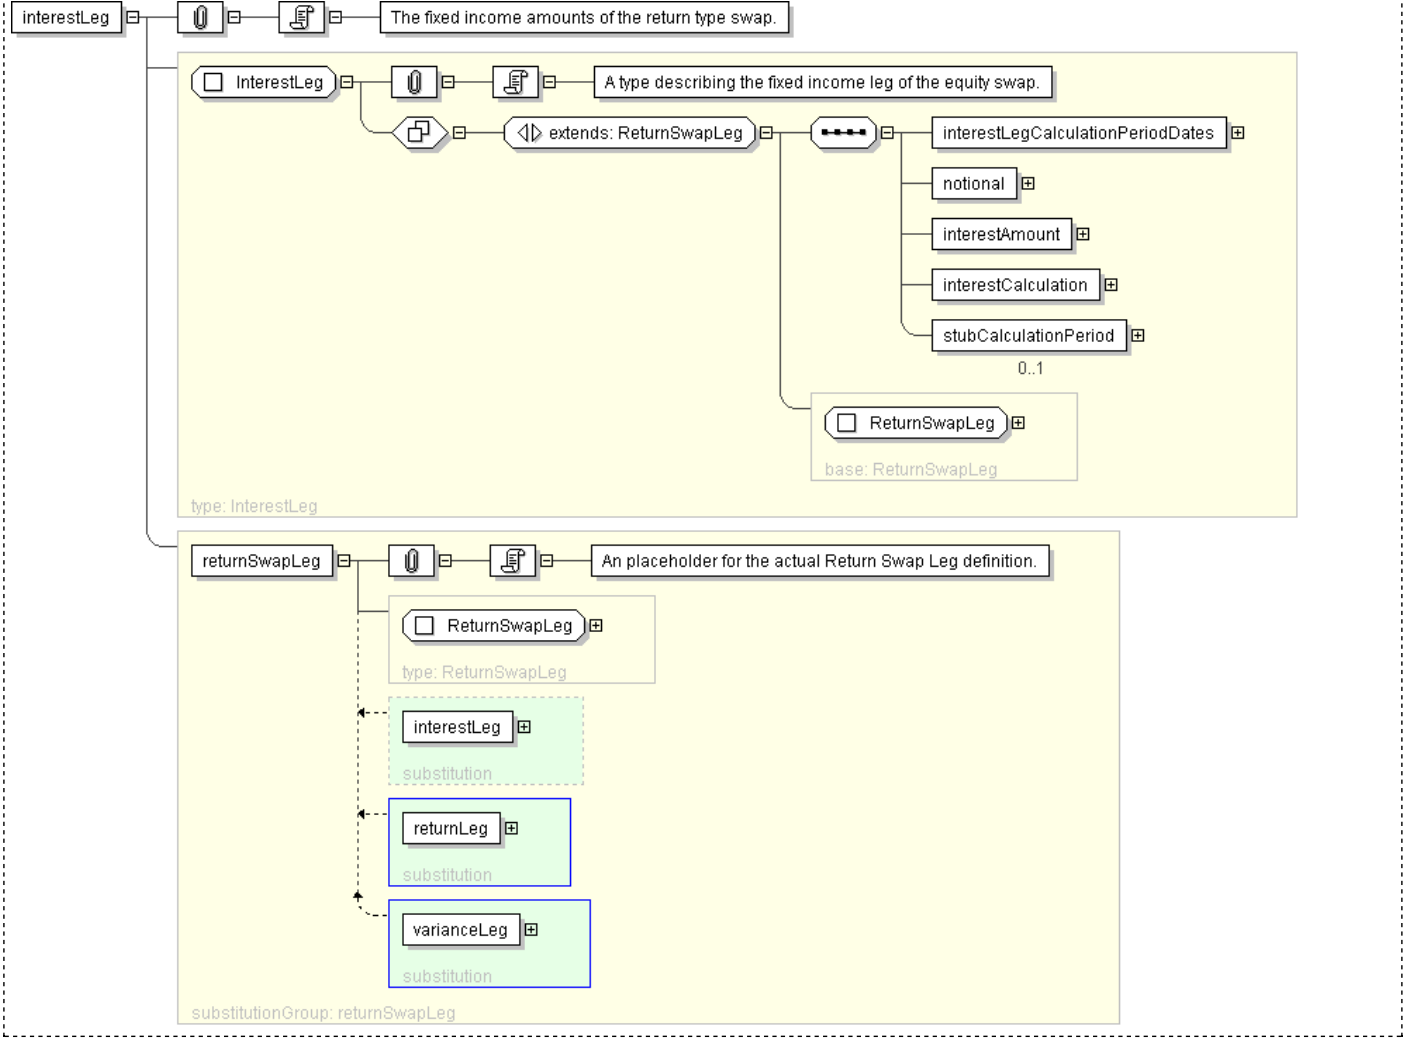 interestLeg
The fixed income amounts of the return type swap.
InterestLeg
A type describing the fixed income leg of the equity swap.
extends: ReturnSwapLeg
interestLegCalculationPeriodDates
notional
interestAmount
interestCalculation
stubCalculationPeriod
0..1
ReturnSwapLeg
base: ReturnSwapLeg
type: InterestLeg
returnSwapLeg
An placeholder for the actual Return Swap Leg definition.
ReturnSwapLeg
type: ReturnSwapLeg
interestLeg
substitution
returnLeg
substitution
varianceLeg
substitution
substitutionGroup: returnSwapLeg